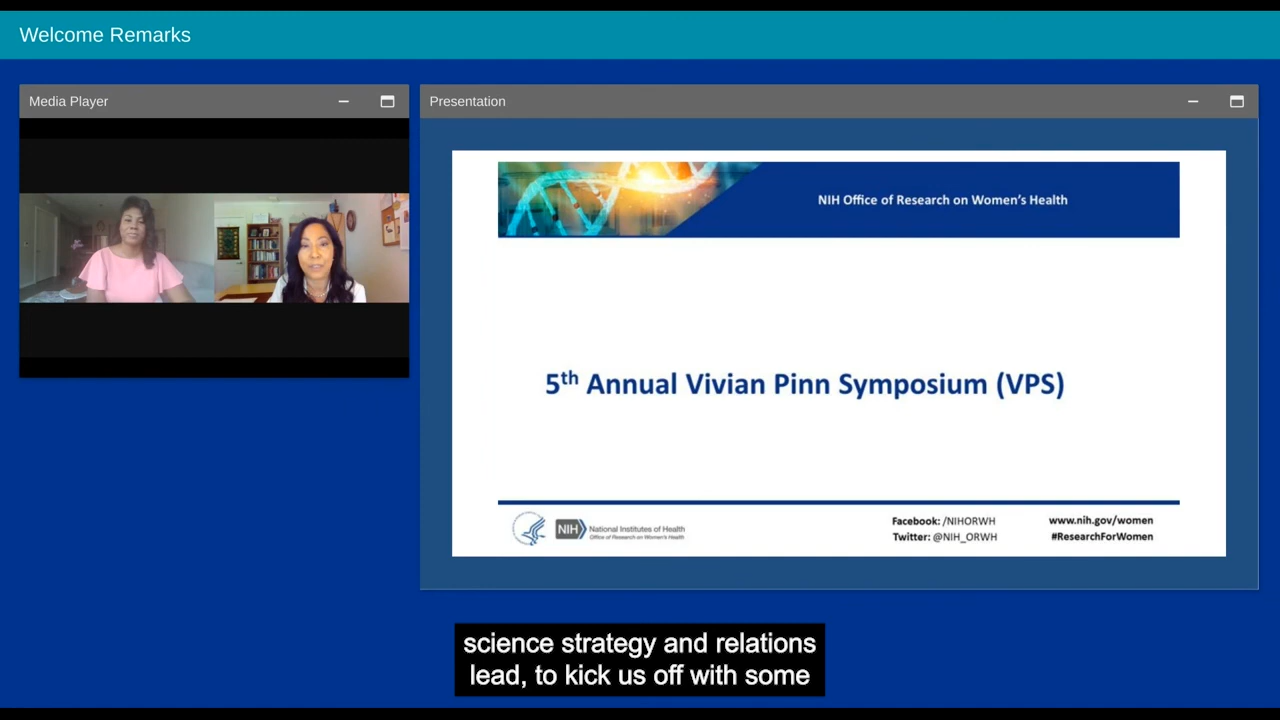 Welcome Remarks
Media Player
Presentation
NIH Office of Research on Women's Health
5th Annual Vivian Pinn Symposium (VPS)
NIH
National Institutes of Health
Office of Research on Women's Health
Facebook: /NIHORWH
Twitter: @NIH_ORWH
www.nih.gov/women
#ResearchForWomen
science strategy and relations
lead, to kick us off with some